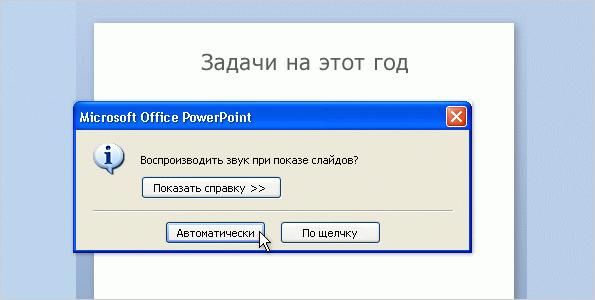 Задачи на этот год
Microsoft Office PowerPoint
Воспроизводить звук при показе слайдов?
Показать справку >>
Автоматически
По щелчку